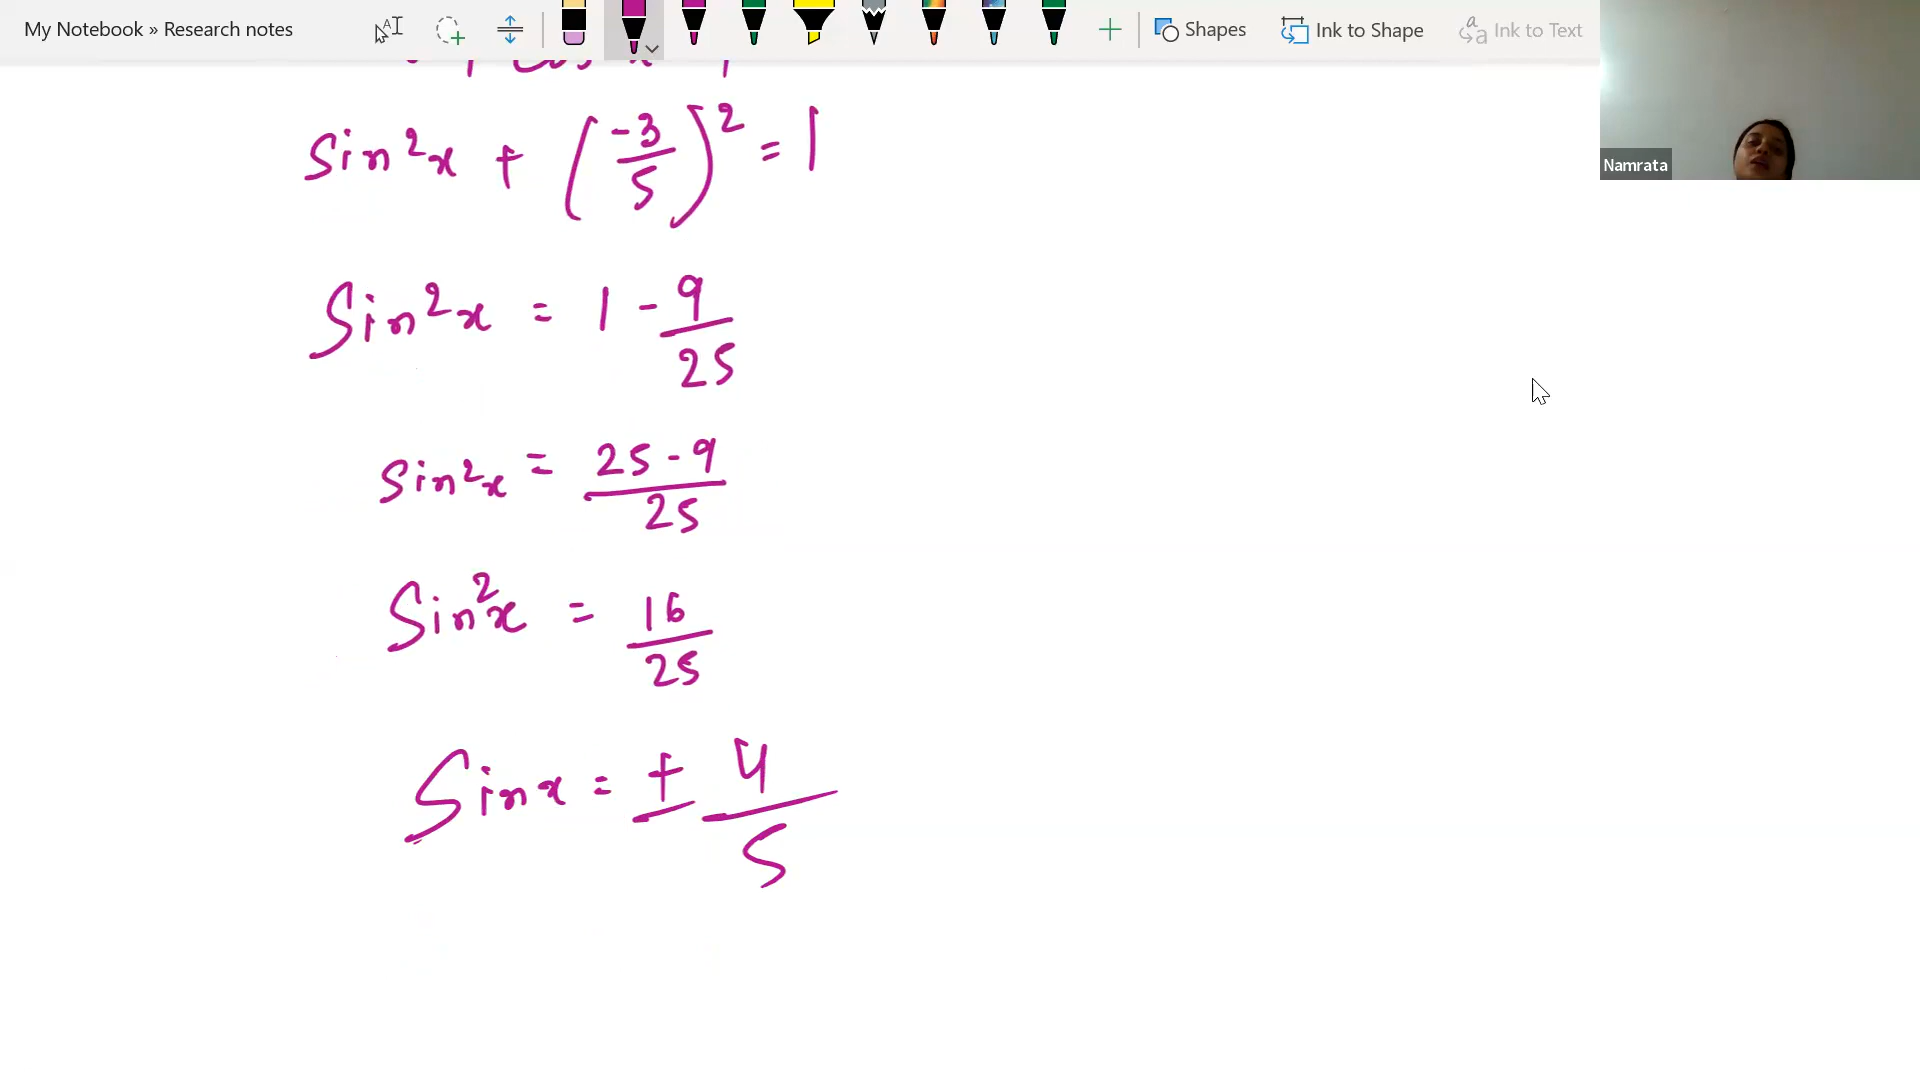 My Notebook » Research notes
Shapes
Ink to Shape
Ink to Text
Namrata
Sin²x + (-3/5)² = 1
Sin²x = 1 - 9/25
Sin²x = 25-9/25
Sin²x = 16/25
Sinx = ± 4/5